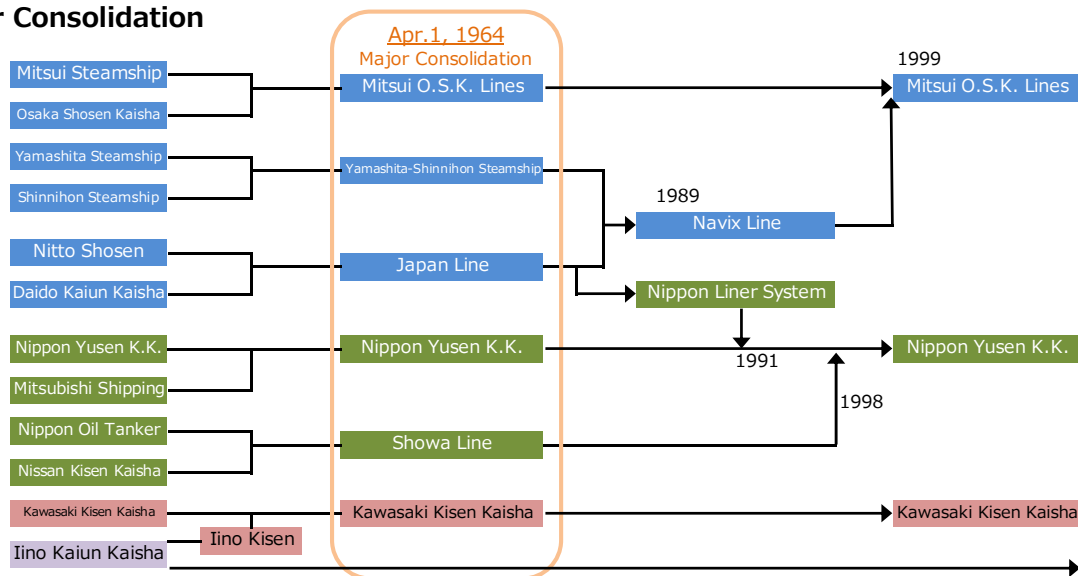 Consolidation
Apr.1, 1964
Major Consolidation
1999
Mitsui Steamship
Mitsui O.S.K. Lines
Mitsui O.S.K. Lines
Osaka Shosen Kaisha
Yamashita Steamship
Yamashita-Shinnihon Steamship
Shinnihon Steamship
1989
Navix Line
Nitto Shosen
Japan Line
Daido Kaiun Kaisha
Nippon Liner System
Nippon Yusen K.K.
Nippon Yusen K.K.
Nippon Yusen K.K.
1991
Mitsubishi Shipping
1998
Nippon Oil Tanker
Showa Line
Nissan Kisen Kaisha
Kawasaki Kisen Kaisha
Kawasaki Kisen Kaisha
Kawasaki Kisen Kaisha
Iino Kisen
Iino Kaiun Kaisha